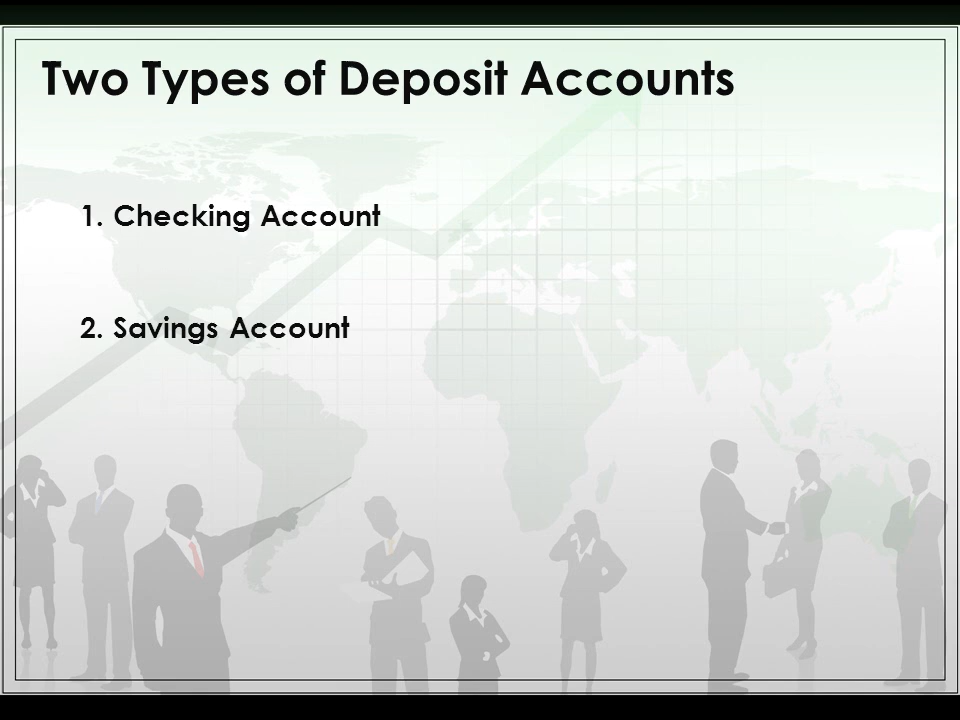 Two Types of Deposit Accounts
1. Checking Account
2. Savings Account